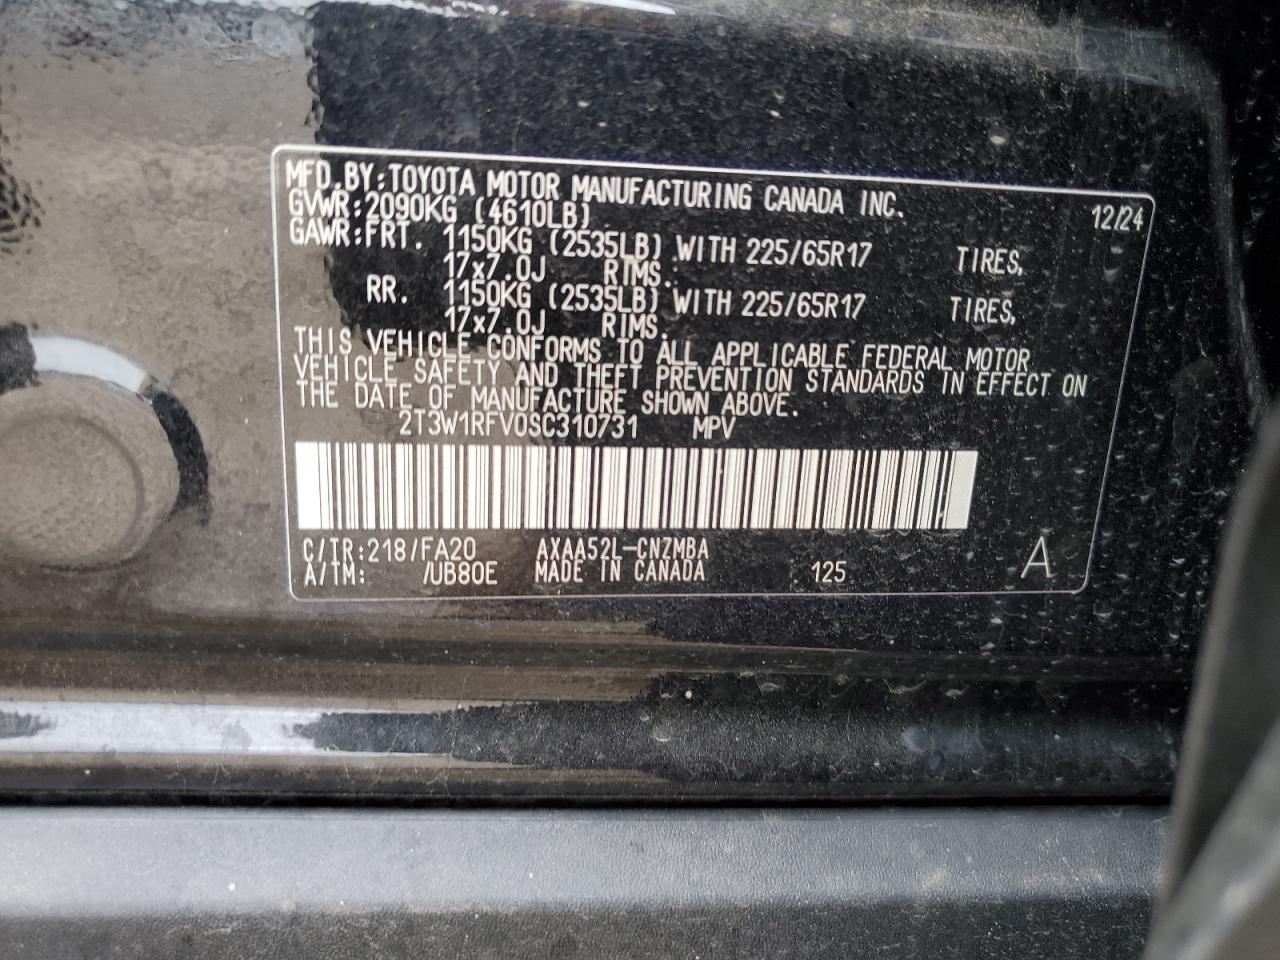 MFD.BY:TOYOTA MOTOR MANUFACTURING CANADA INC.
GVWR:2090KG (4610LB) 12/24
GAWR:FRT. 1150KG (2535LB) WITH 225/65R17 TIRES,
17x7.0J RIMS.
RR. 1150KG (2535LB) WITH 225/65R17 TIRES,
17x7.0J RIMS.
THIS VEHICLE CONFORMS TO ALL APPLICABLE FEDERAL MOTOR
VEHICLE SAFETY AND THEFT PREVENTION STANDARDS IN EFFECT ON
THE DATE OF MANUFACTURE SHOWN ABOVE.
2T3W1RFV0SC310731 MPV
C/TR:218/FA20 AXAA52L-CNZMBA
A/TM: /UB80E MADE IN CANADA 125 A